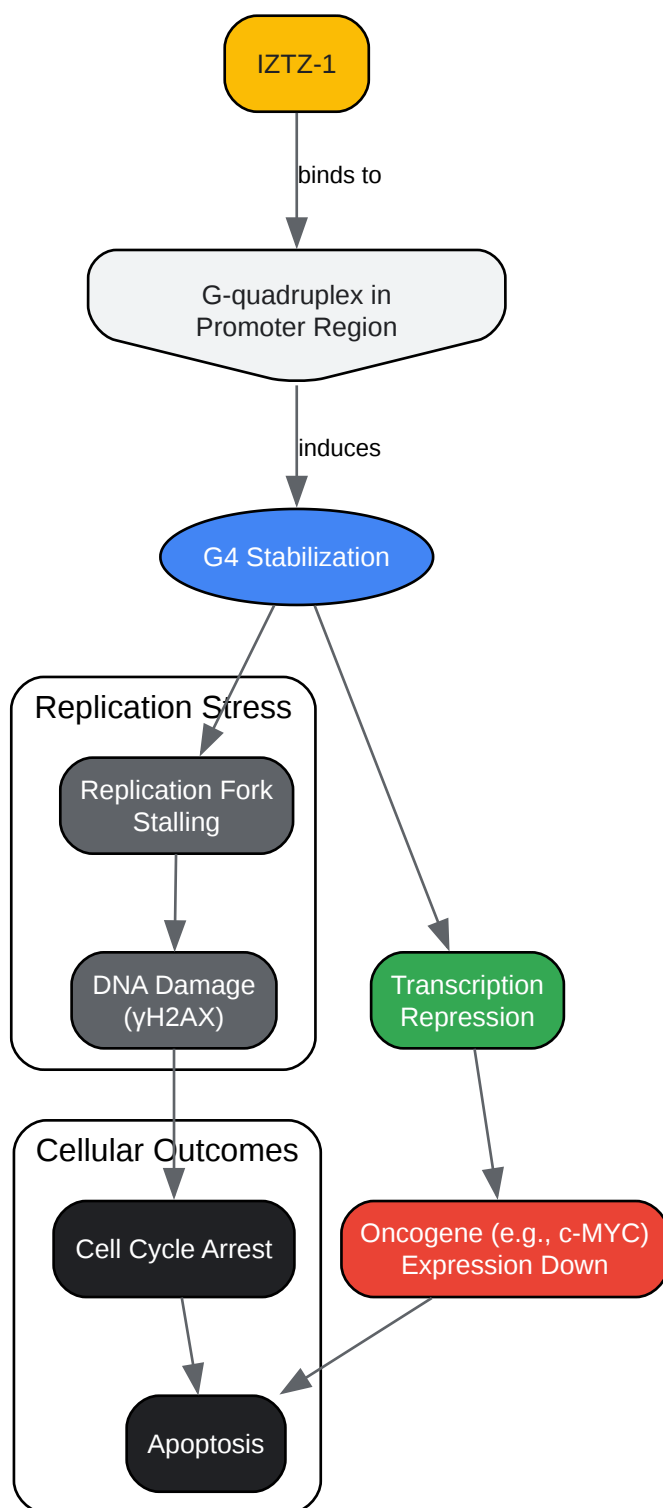 IZTZ-1
binds to
G-quadruplex in
Promoter Region
induces
G4 Stabilization
Replication Stress
Replication Fork
Stalling
DNA Damage
(γH2AX)
Transcription
Repression
Cellular Outcomes
Cell Cycle Arrest
Oncogene (e.g., c-MYC)
Expression Down
Apoptosis